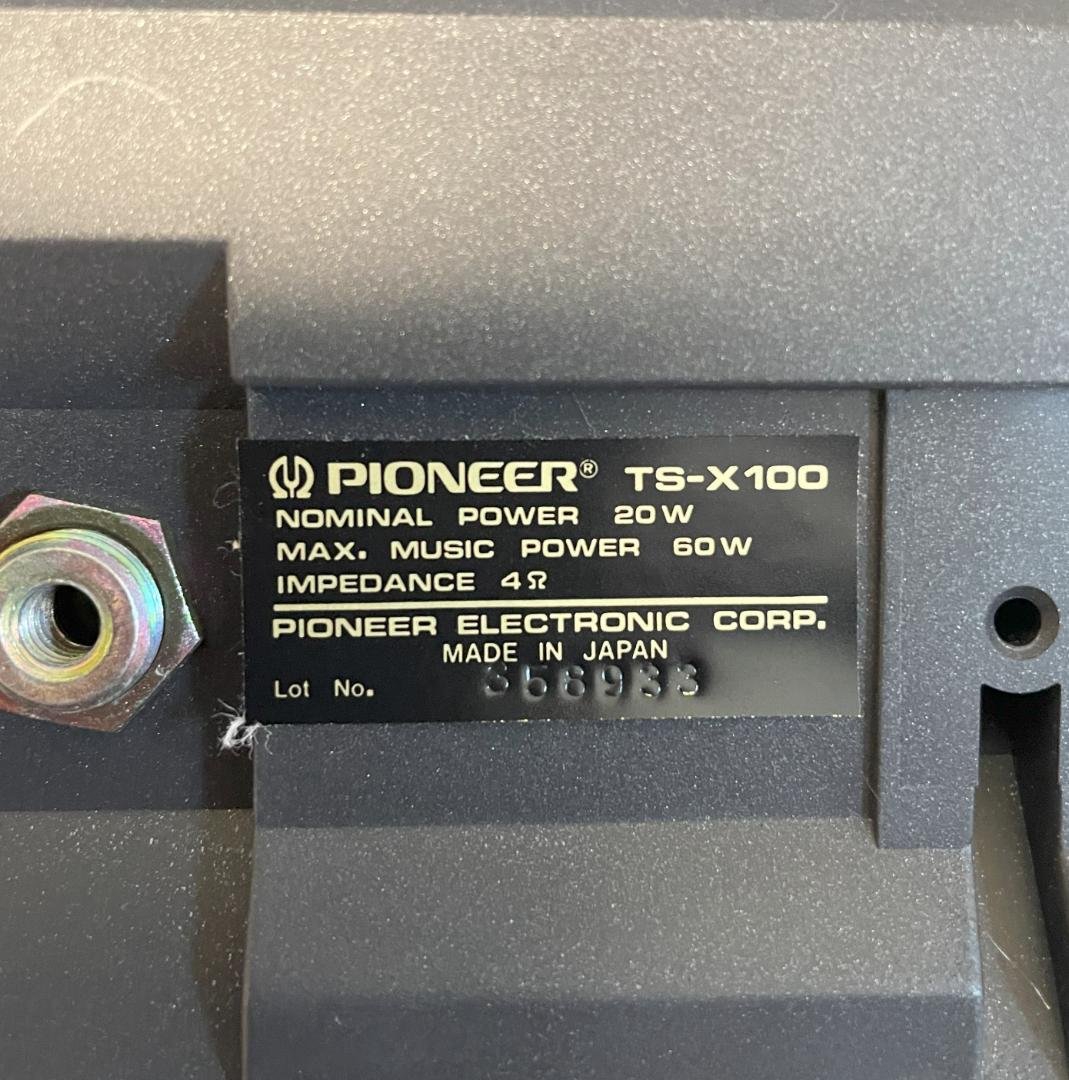 PIONEER® TS-X100
NOMINAL POWER 20W
MAX. MUSIC POWER 60W
IMPEDANCE 4Ω
PIONEER ELECTRONIC CORP.
MADE IN JAPAN
Lot No.